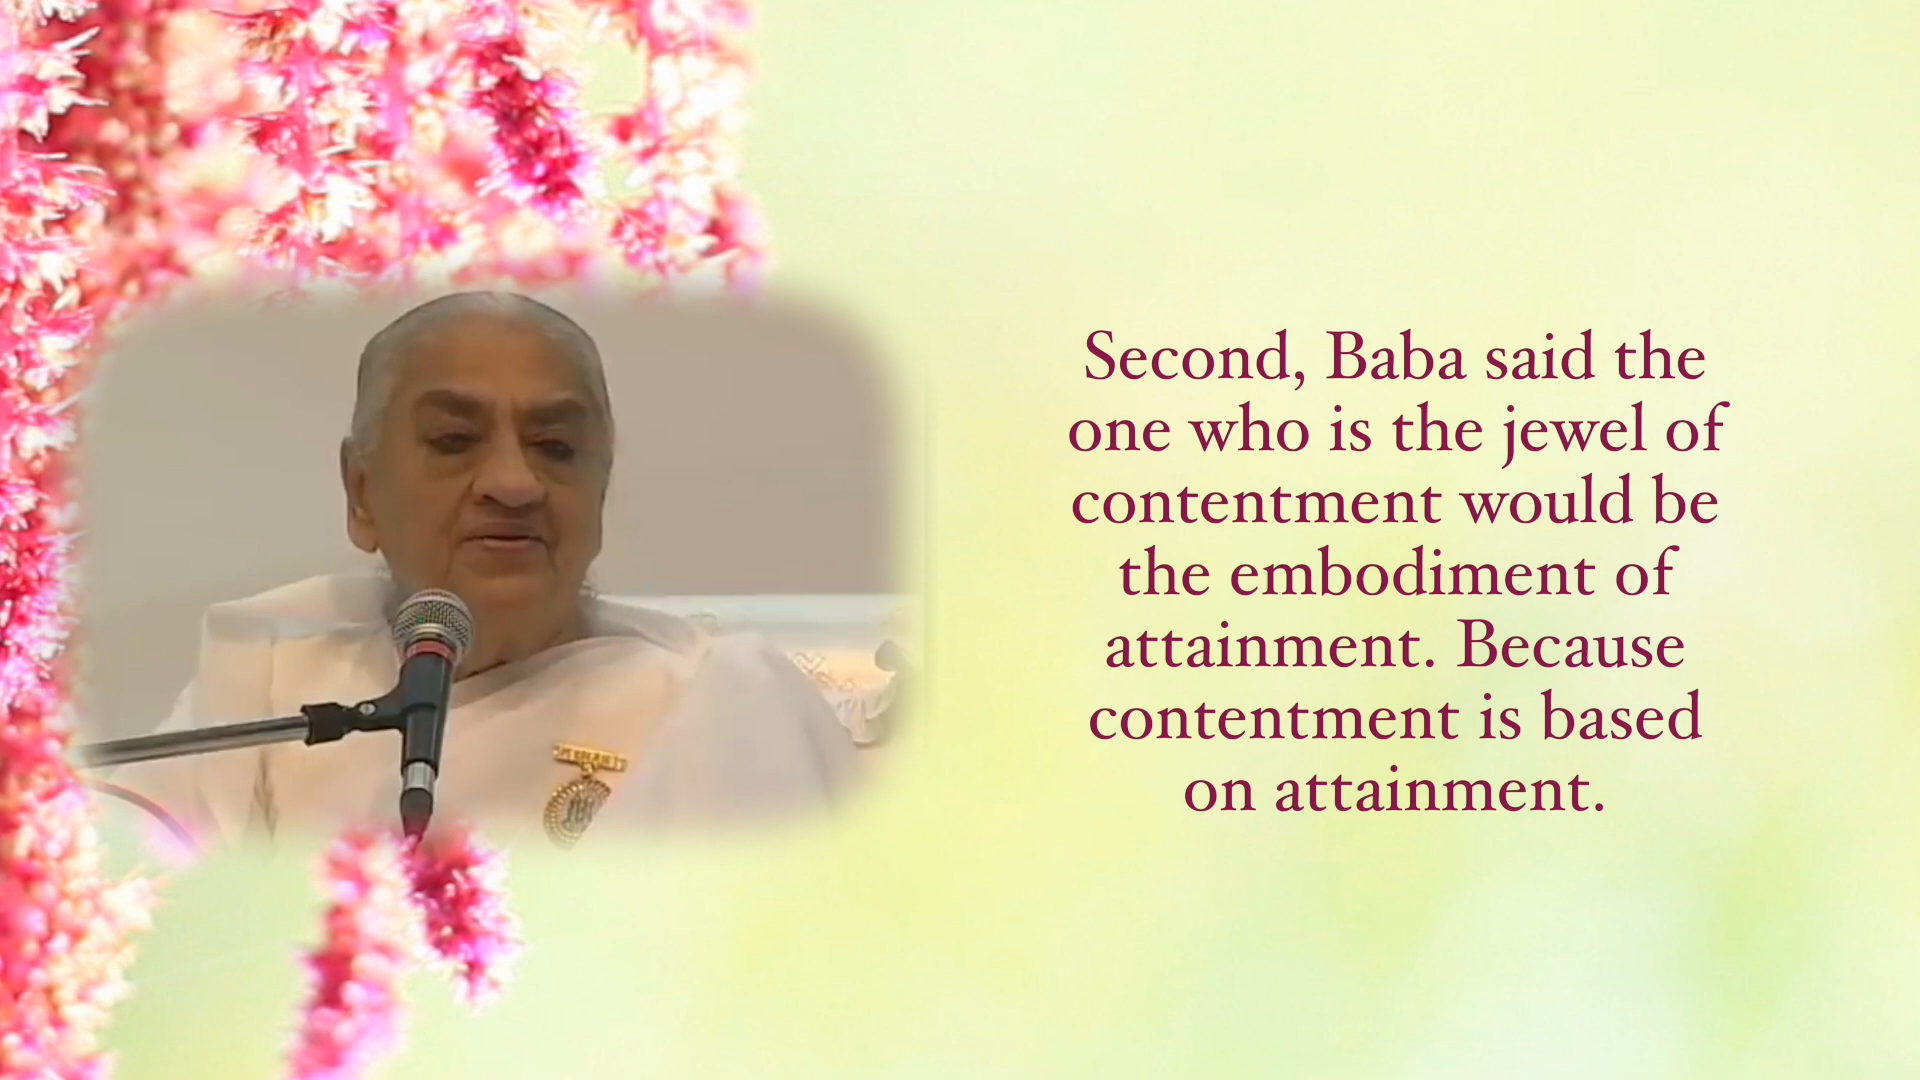 Second, Baba said the
one who is the jewel of
contentment would be
the embodiment of
attainment. Because
contentment is based
on attainment.